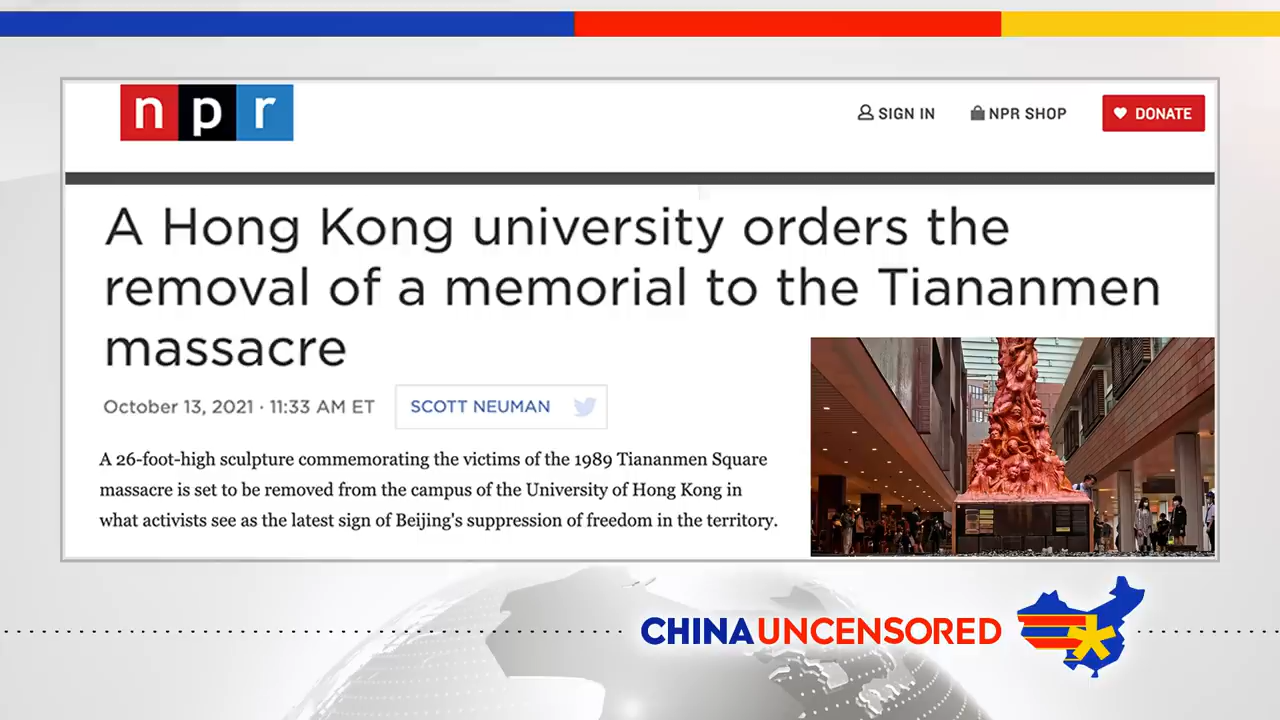 npr
SIGN IN
NPR SHOP
DONATE
A Hong Kong university orders the
removal of a memorial to the Tiananmen
massacre
October 13, 2021 · 11:33 AM ET
SCOTT NEUMAN
A 26-foot-high sculpture commemorating the victims of the 1989 Tiananmen Square
massacre is set to be removed from the campus of the University of Hong Kong in
what activists see as the latest sign of Beijing's suppression of freedom in the territory.
CHINAUNCENSORED